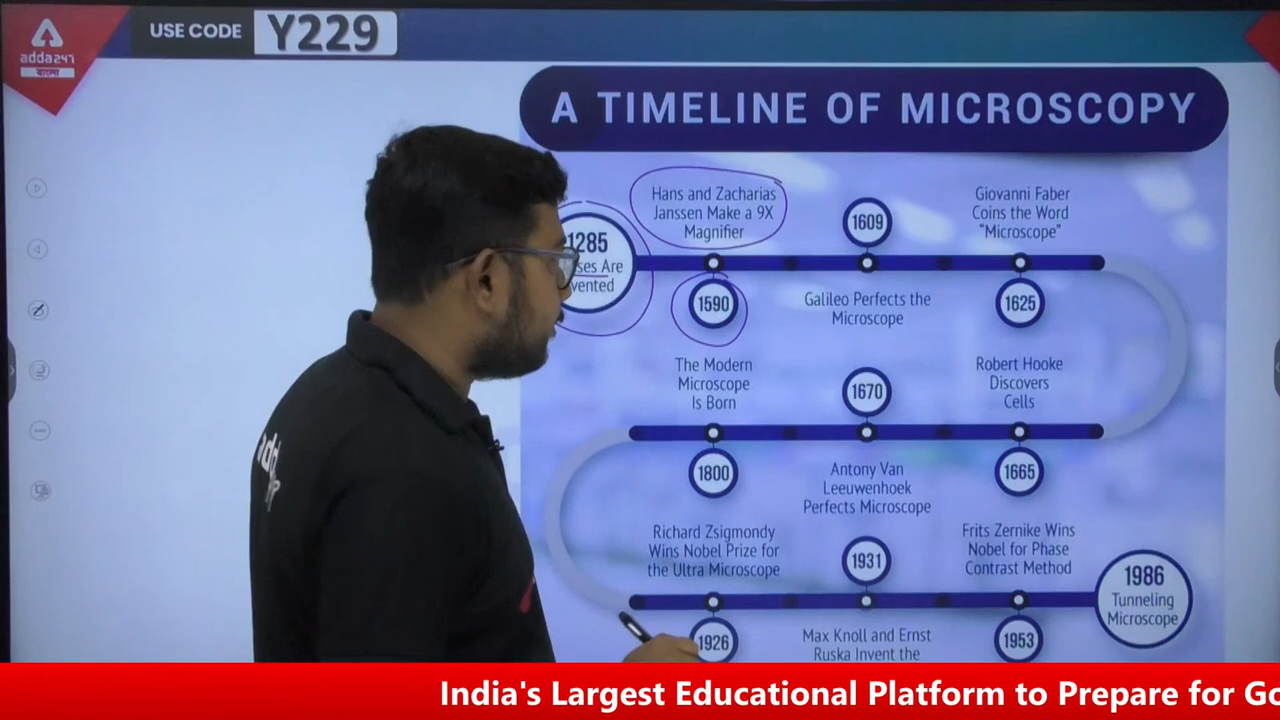 adda247
বাংলা
USE CODE
Y229
A TIMELINE OF MICROSCOPY
Hans and Zacharias
Janssen Make a 9X
Magnifier
1285
Are
1590
1609
Galileo Perfects the
Microscope
Giovanni Faber
Coins the Word
"Microscope"
1625
The Modern
Microscope
Is Born
1800
1670
Antony Van
Leeuwenhoek
Perfects Microscope
Robert Hooke
Discovers
Cells
1665
Richard Zsigmondy
Wins Nobel Prize for
the Ultra Microscope
1926
1931
Max Knoll and Ernst
Ruska Invent the
Frits Zernike Wins
Nobel for Phase
Contrast Method
1953
1986
Tunneling
Microscope
India's Largest Educational Platform to Prepare for